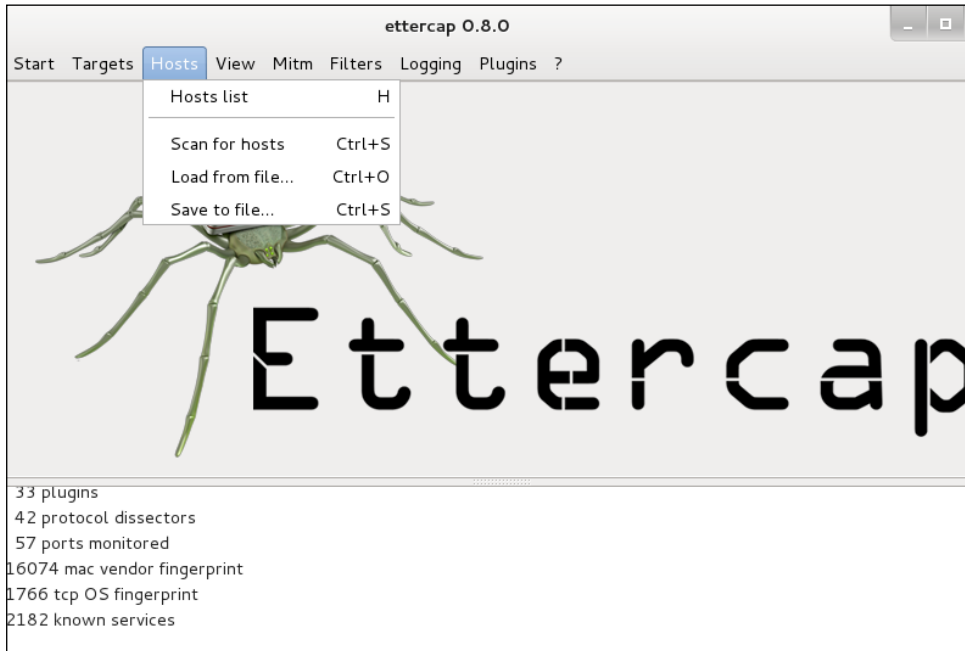 ettercap 0.8.0
Start Targets Hosts View Mitm Filters Logging Plugins ?
Hosts list H
Scan for hosts Ctrl+S
Load from file... Ctrl+O
Save to file... Ctrl+S
Ettercap
33 plugins
42 protocol dissectors
57 ports monitored
16074 mac vendor fingerprint
1766 tcp OS fingerprint
2182 known services